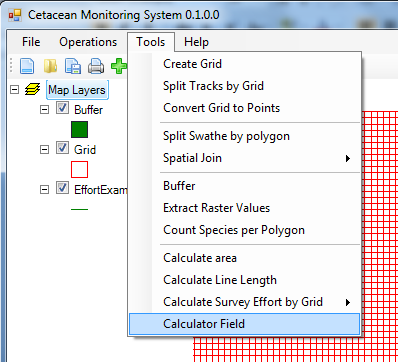 Cetacean Monitoring System 0.1.0.0
File Operations Tools Help
Create Grid
Split Tracks by Grid
Convert Grid to Points
Split Swathe by polygon
Spatial Join
Buffer
Extract Raster Values
Count Species per Polygon
Calculate area
Calculate Line Length
Calculate Survey Effort by Grid
Calculator Field
Map Layers
Buffer
Grid
EffortExam